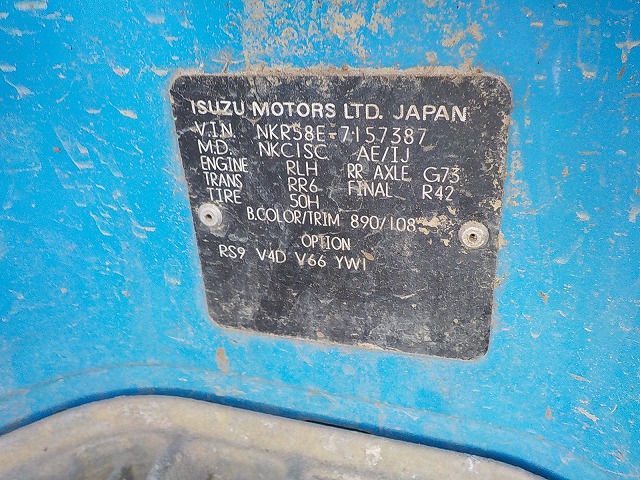 ISUZU MOTORS LTD. JAPAN
V.I.N. NKR58E-7157387
M.D. NKC1SC AE/IJ
ENGINE RLH RR AXLE G73
TRANS RR6 FINAL R42
TIRE 50H
B.COLOR/TRIM 890/108
OPTION
RS9 V4D V66 YW1